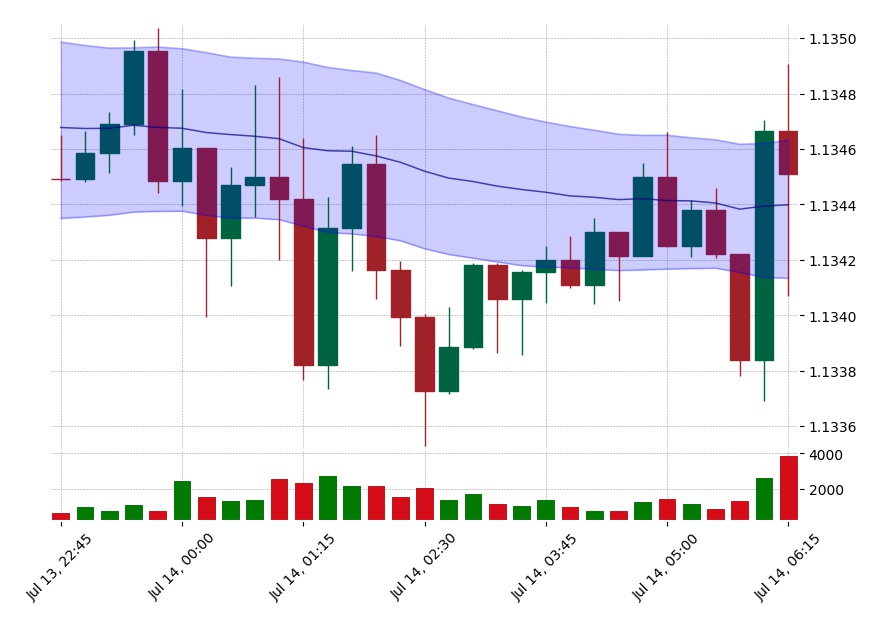 1.1350
1.1348
1.1346
1.1344
1.1342
1.1340
1.1338
1.1336
4000
2000
Jul 13, 22:45
Jul 14, 00:00
Jul 14, 01:15
Jul 14, 02:30
Jul 14, 03:45
Jul 14, 05:00
Jul 14, 06:15